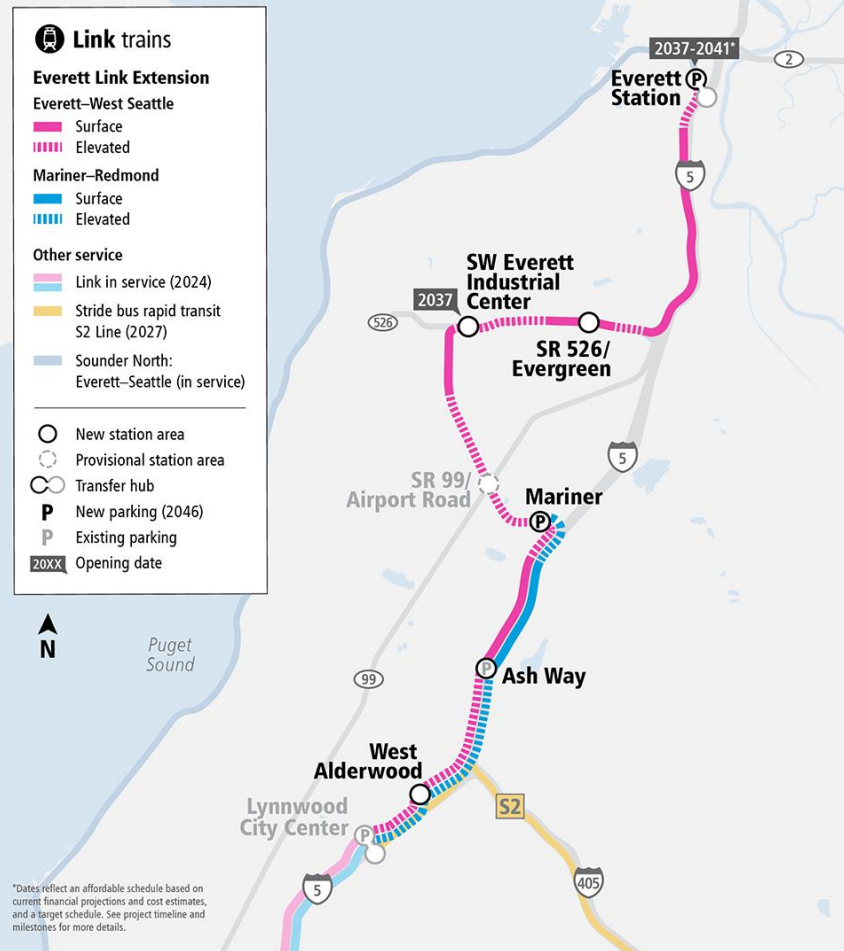 Link trains
Everett Link Extension
Everett–West Seattle
Surface
Elevated
Mariner–Redmond
Surface
Elevated
Other service
Link in service (2024)
Stride bus rapid transit
S2 Line (2027)
Sounder North:
Everett–Seattle (in service)
New station area
Provisional station area
Transfer hub
P New parking (2046)
P Existing parking
20XX Opening date
N
Puget
Sound
2037-2041*
2
Everett
Station
P
5
SW Everett
Industrial
Center
2037
526
SR 526/
Evergreen
5
SR 99/
Airport Road
Mariner
P
P
Ash Way
99
West
Alderwood
S2
Lynnwood
City Center
P
5
405
*Dates reflect an affordable schedule based on
current financial projections and cost estimates,
and a target schedule. See project timeline and
milestones for more details.